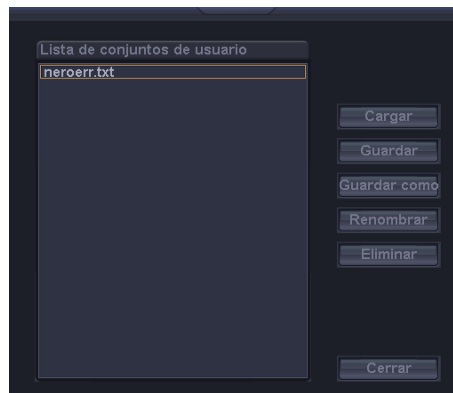 Lista de conjuntos de usuario
neroerr.txt
Cargar
Guardar
Guardar como
Renombrar
Eliminar
Cerrar